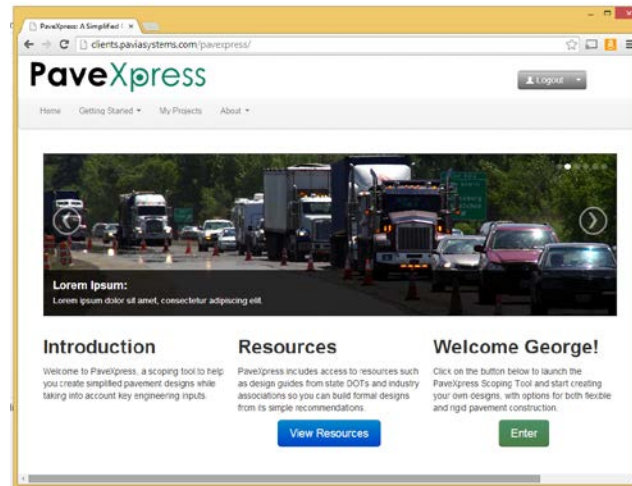 PaveXpress: A Simplified
clients.paviasystems.com/pavexpress/
PaveXpress
Logout
Home Getting Started My Projects About
Lorem Ipsum:
Lorem ipsum dolor sit amet, consectetur adipiscing elit.
Introduction
Welcome to PaveXpress, a scoping tool to help
you create simplified pavement designs while
taking into account key engineering inputs.
Resources
PaveXpress includes access to resources such
as design guides from state DOTs and industry
associations so you can build formal designs
from its simple recommendations.
View Resources
Welcome George!
Click on the button below to launch the
PaveXpress Scoping Tool and start creating
your own designs, with options for both flexible
and rigid pavement construction.
Enter